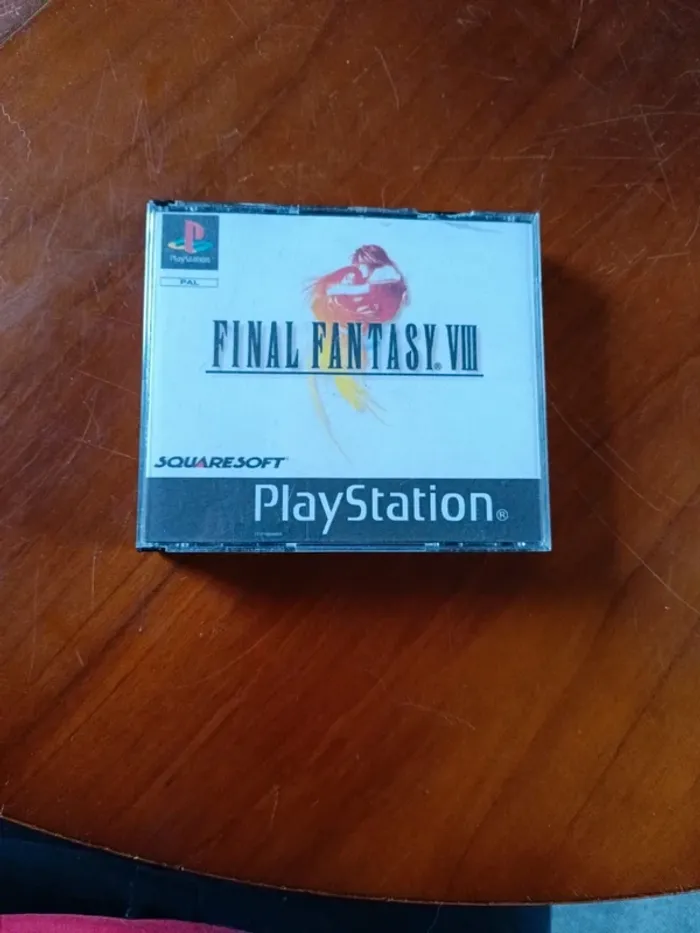 PlayStation
PAL
FINAL FANTASY® VIII
SQUARESOFT
PlayStation®